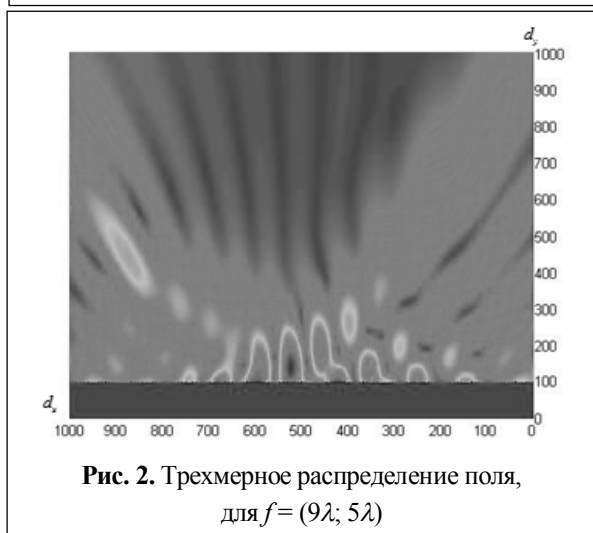 d_y
1000
900
800
700
600
500
400
300
200
100
0
d_x
1000 900 800 700 600 500 400 300 200 100 0
Рис. 2. Трехмерное распределение поля,
для f = (9λ; 5λ)